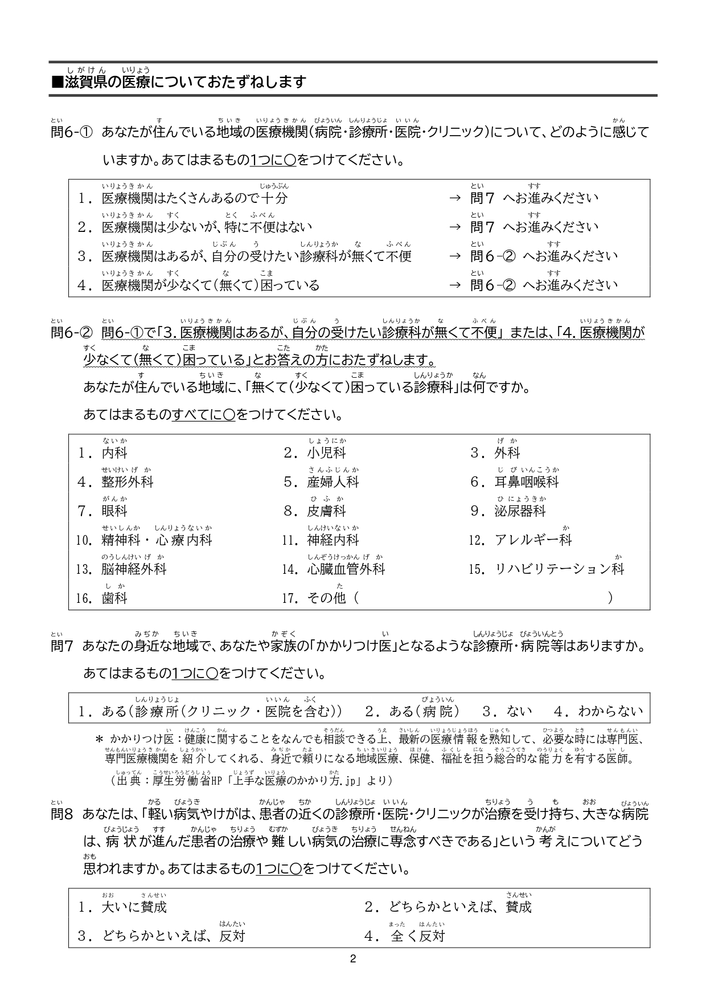 ■滋賀県の医療についておたずねします
問6-① あなたが住んでいる地域の医療機関(病院・診療所・医院・クリニック)について、どのように感じて
いますか。あてはまるもの1つに○をつけてください。
１．医療機関はたくさんあるので十分 → 問７ へお進みください
２．医療機関は少ないが、特に不便はない → 問７ へお進みください
３．医療機関はあるが、自分の受けたい診療科が無くて不便 → 問６-② へお進みください
４．医療機関が少なくて(無くて)困っている → 問６-② へお進みください
問6-② 問6-①で「3.医療機関はあるが、自分の受けたい診療科が無くて不便」または、「4.医療機関が
少なくて(無くて)困っている」とお答えの方におたずねします。
あなたが住んでいる地域に、「無くて(少なくて)困っている診療科」は何ですか。
あてはまるものすべてに○をつけてください。
１．内科 ２．小児科 ３．外科
４．整形外科 ５．産婦人科 ６．耳鼻咽喉科
７．眼科 ８．皮膚科 ９．泌尿器科
10．精神科・心療内科 11．神経内科 12．アレルギー科
13．脳神経外科 14．心臓血管外科 15．リハビリテーション科
16．歯科 17．その他（ ）
問7 あなたの身近な地域で、あなたや家族の「かかりつけ医」となるような診療所・病院等はありますか。
あてはまるもの1つに○をつけてください。
１．ある(診療所(クリニック・医院を含む)) ２．ある(病院) ３．ない ４．わからない
＊ かかりつけ医：健康に関することをなんでも相談できる上、最新の医療情報を熟知して、必要な時には専門医、
専門医療機関を紹介してくれる、身近で頼りになる地域医療、保健、福祉を担う総合的な能力を有する医師。
（出典：厚生労働省HP「上手な医療のかかり方.jp」より）
問8 あなたは、「軽い病気やけがは、患者の近くの診療所・医院・クリニックが治療を受け持ち、大きな病院
は、病状が進んだ患者の治療や難しい病気の治療に専念すべきである」という考えについてどう
思われますか。あてはまるもの1つに○をつけてください。
１．大いに賛成 ２．どちらかといえば、賛成
３．どちらかといえば、反対 ４．全く反対
2